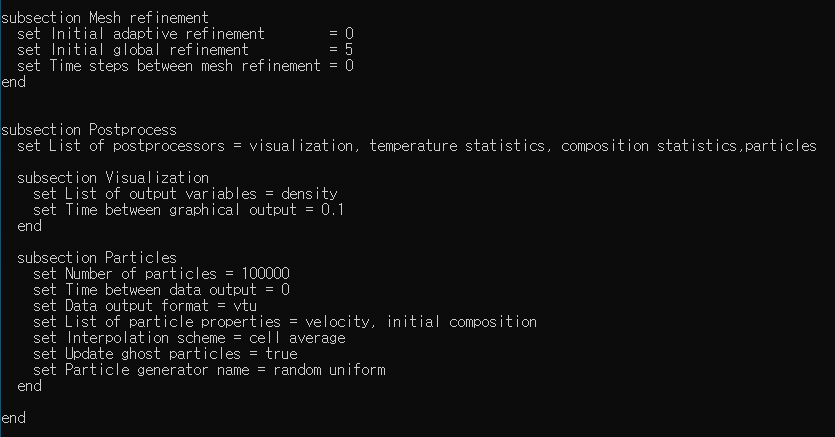 subsection Mesh refinement
  set Initial adaptive refinement        = 0
  set Initial global refinement          = 5
  set Time steps between mesh refinement = 0
end
subsection Postprocess
  set List of postprocessors = visualization, temperature statistics, composition statistics,particles
  subsection Visualization
    set List of output variables = density
    set Time between graphical output = 0.1
  end
  subsection Particles
    set Number of particles = 100000
    set Time between data output = 0
    set Data output format = vtu
    set List of particle properties = velocity, initial composition
    set Interpolation scheme = cell average
    set Update ghost particles = true
    set Particle generator name = random uniform
  end
end